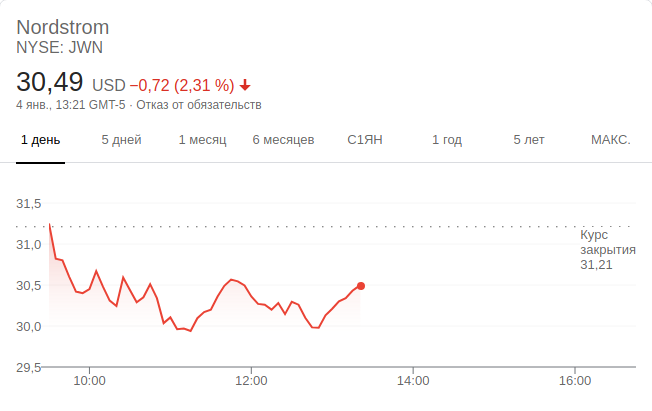 Nordstrom
NYSE: JWN
30,49 USD −0,72 (2,31 %)
4 янв., 13:21 GMT-5 · Отказ от обязательств
1 день 5 дней 1 месяц 6 месяцев С1ЯН 1 год 5 лет МАКС.
31,5
31,0
30,5
30,0
29,5
Курс
закрытия
31,21
10:00 12:00 14:00 16:00